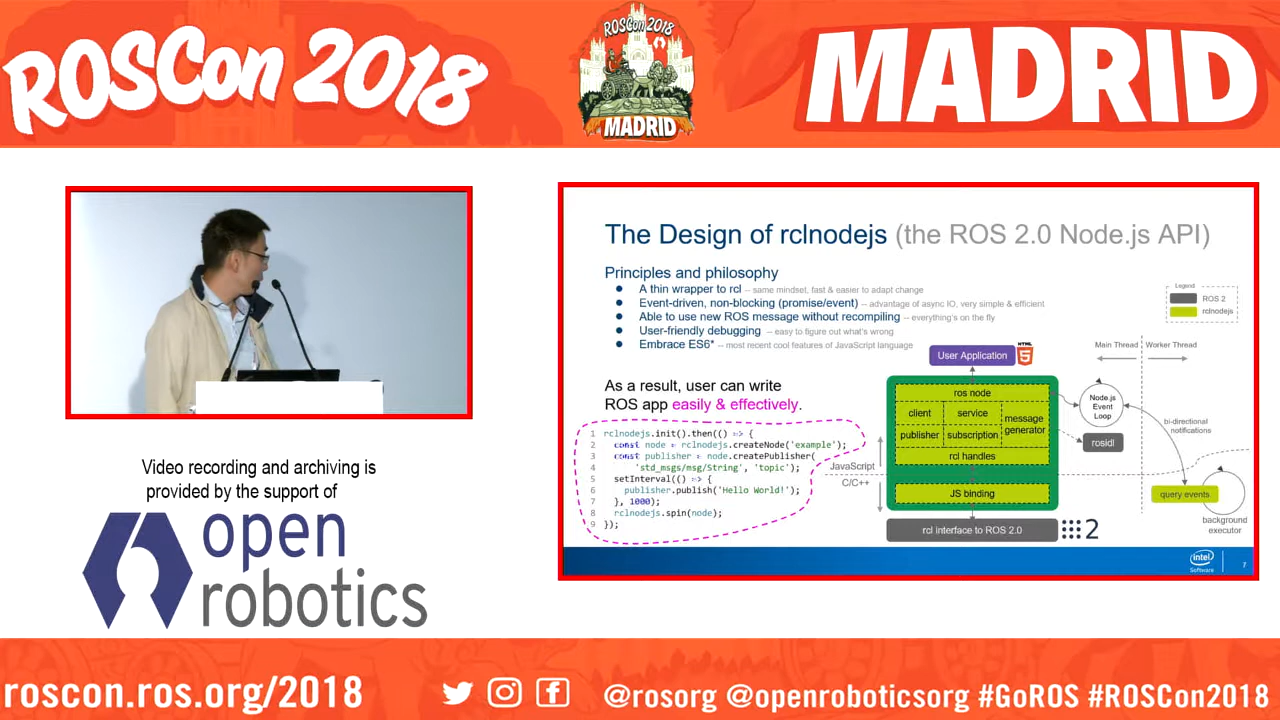 ROSCon 2018
ROSCon 2018
MADRID
MADRID
Video recording and archiving is
provided by the support of
open
robotics
The Design of rclnodejs (the ROS 2.0 Node.js API)
Principles and philosophy
● A thin wrapper to rcl -- same mindset, fast & easier to adapt change
● Event-driven, non-blocking (promise/event) -- advantage of async IO, very simple & efficient
● Able to use new ROS message without recompiling -- everything's on the fly
● User-friendly debugging -- easy to figure out what's wrong
● Embrace ES6* -- most recent cool features of JavaScript language
As a result, user can write
ROS app easily & effectively.
1 rclnodejs.init().then(() => {
2 const node = rclnodejs.createNode('example');
3 const publisher = node.createPublisher(
4 'std_msgs/msg/String', 'topic');
5 setInterval(() => {
6 publisher.publish('Hello World!');
7 }, 1000);
8 rclnodejs.spin(node);
9 });
Legend
ROS 2
rclnodejs
Main Thread
Worker Thread
User Application
HTML
5
ros node
client
service
message
generator
publisher
subscription
rcl handles
JS binding
rcl interface to ROS 2.0
2
JavaScript
C/C++
Node.js
Event
Loop
rosidl
bi-directional
notifications
query events
background
executor
intel
Software
7
roscon.ros.org/2018
@rosorg @openroboticsorg #GoROS #ROSCon2018